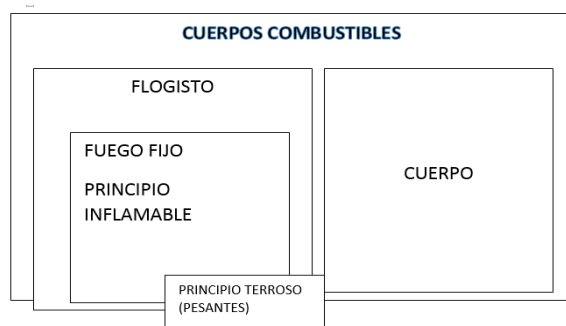 CUERPOS COMBUSTIBLES
FLOGISTO
FUEGO FIJO
PRINCIPIO
INFLAMABLE
CUERPO
PRINCIPIO TERROSO
(PESANTES)